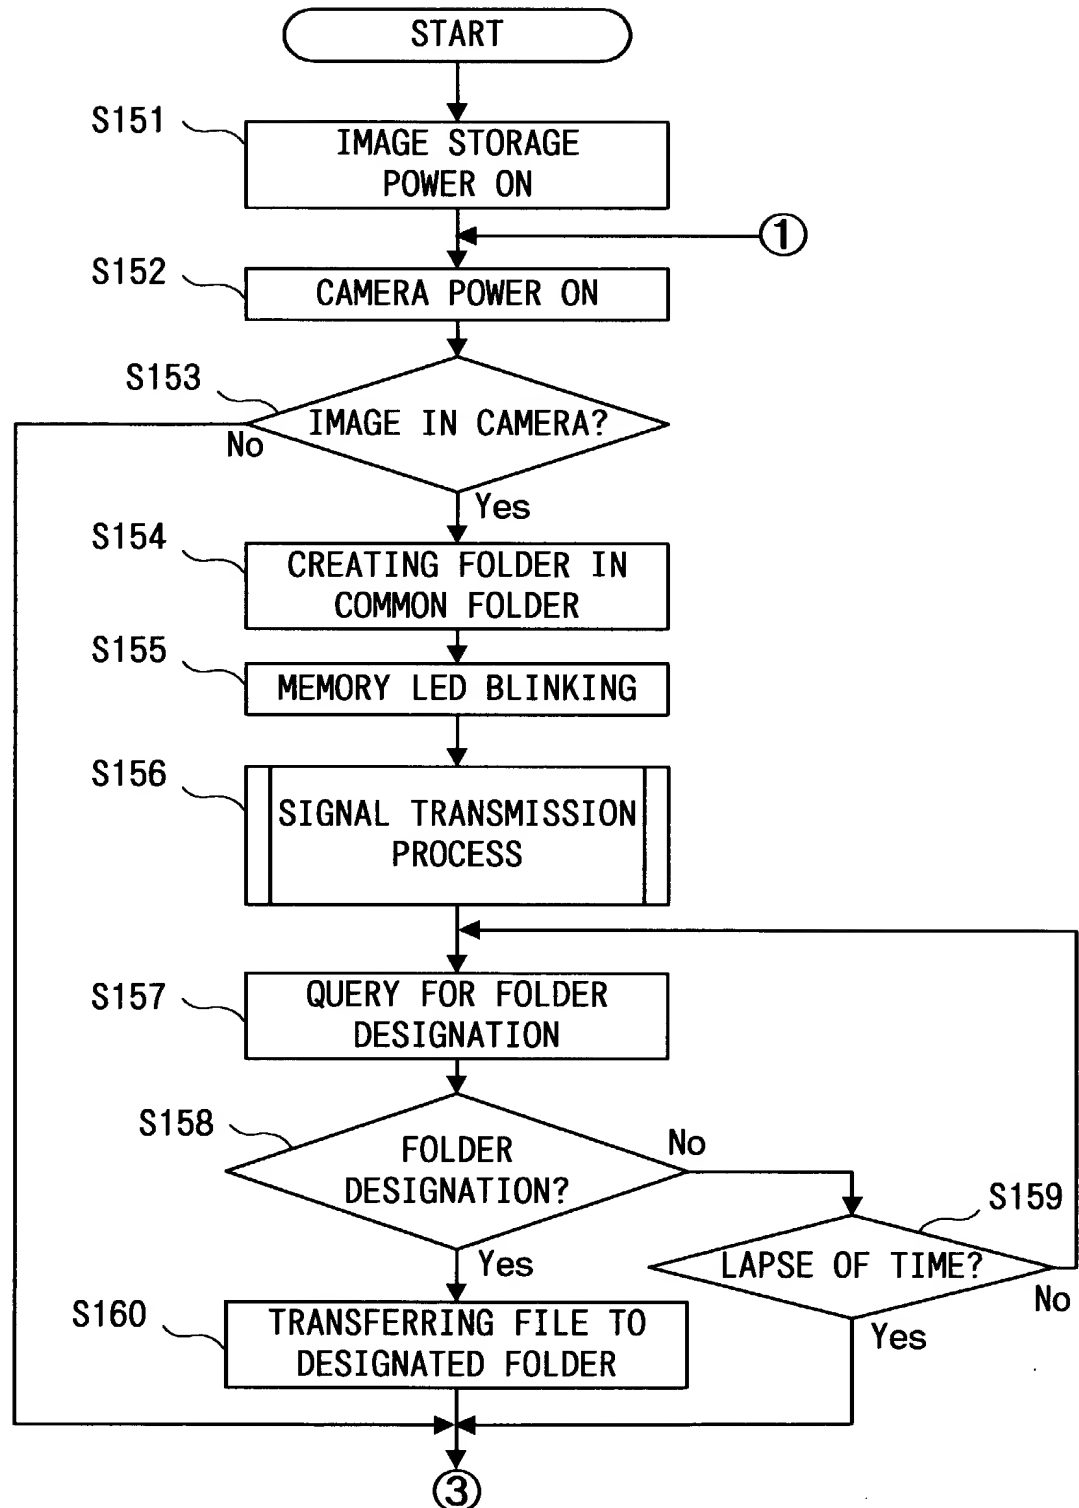 START
S151
IMAGE STORAGE
POWER ON
①
S152
CAMERA POWER ON
S153
IMAGE IN CAMERA?
No
Yes
S154
CREATING FOLDER IN
COMMON FOLDER
S155
MEMORY LED BLINKING
S156
SIGNAL TRANSMISSION
PROCESS
S157
QUERY FOR FOLDER
DESIGNATION
S158
FOLDER
DESIGNATION?
No
Yes
S159
LAPSE OF TIME?
No
Yes
S160
TRANSFERRING FILE TO
DESIGNATED FOLDER
③